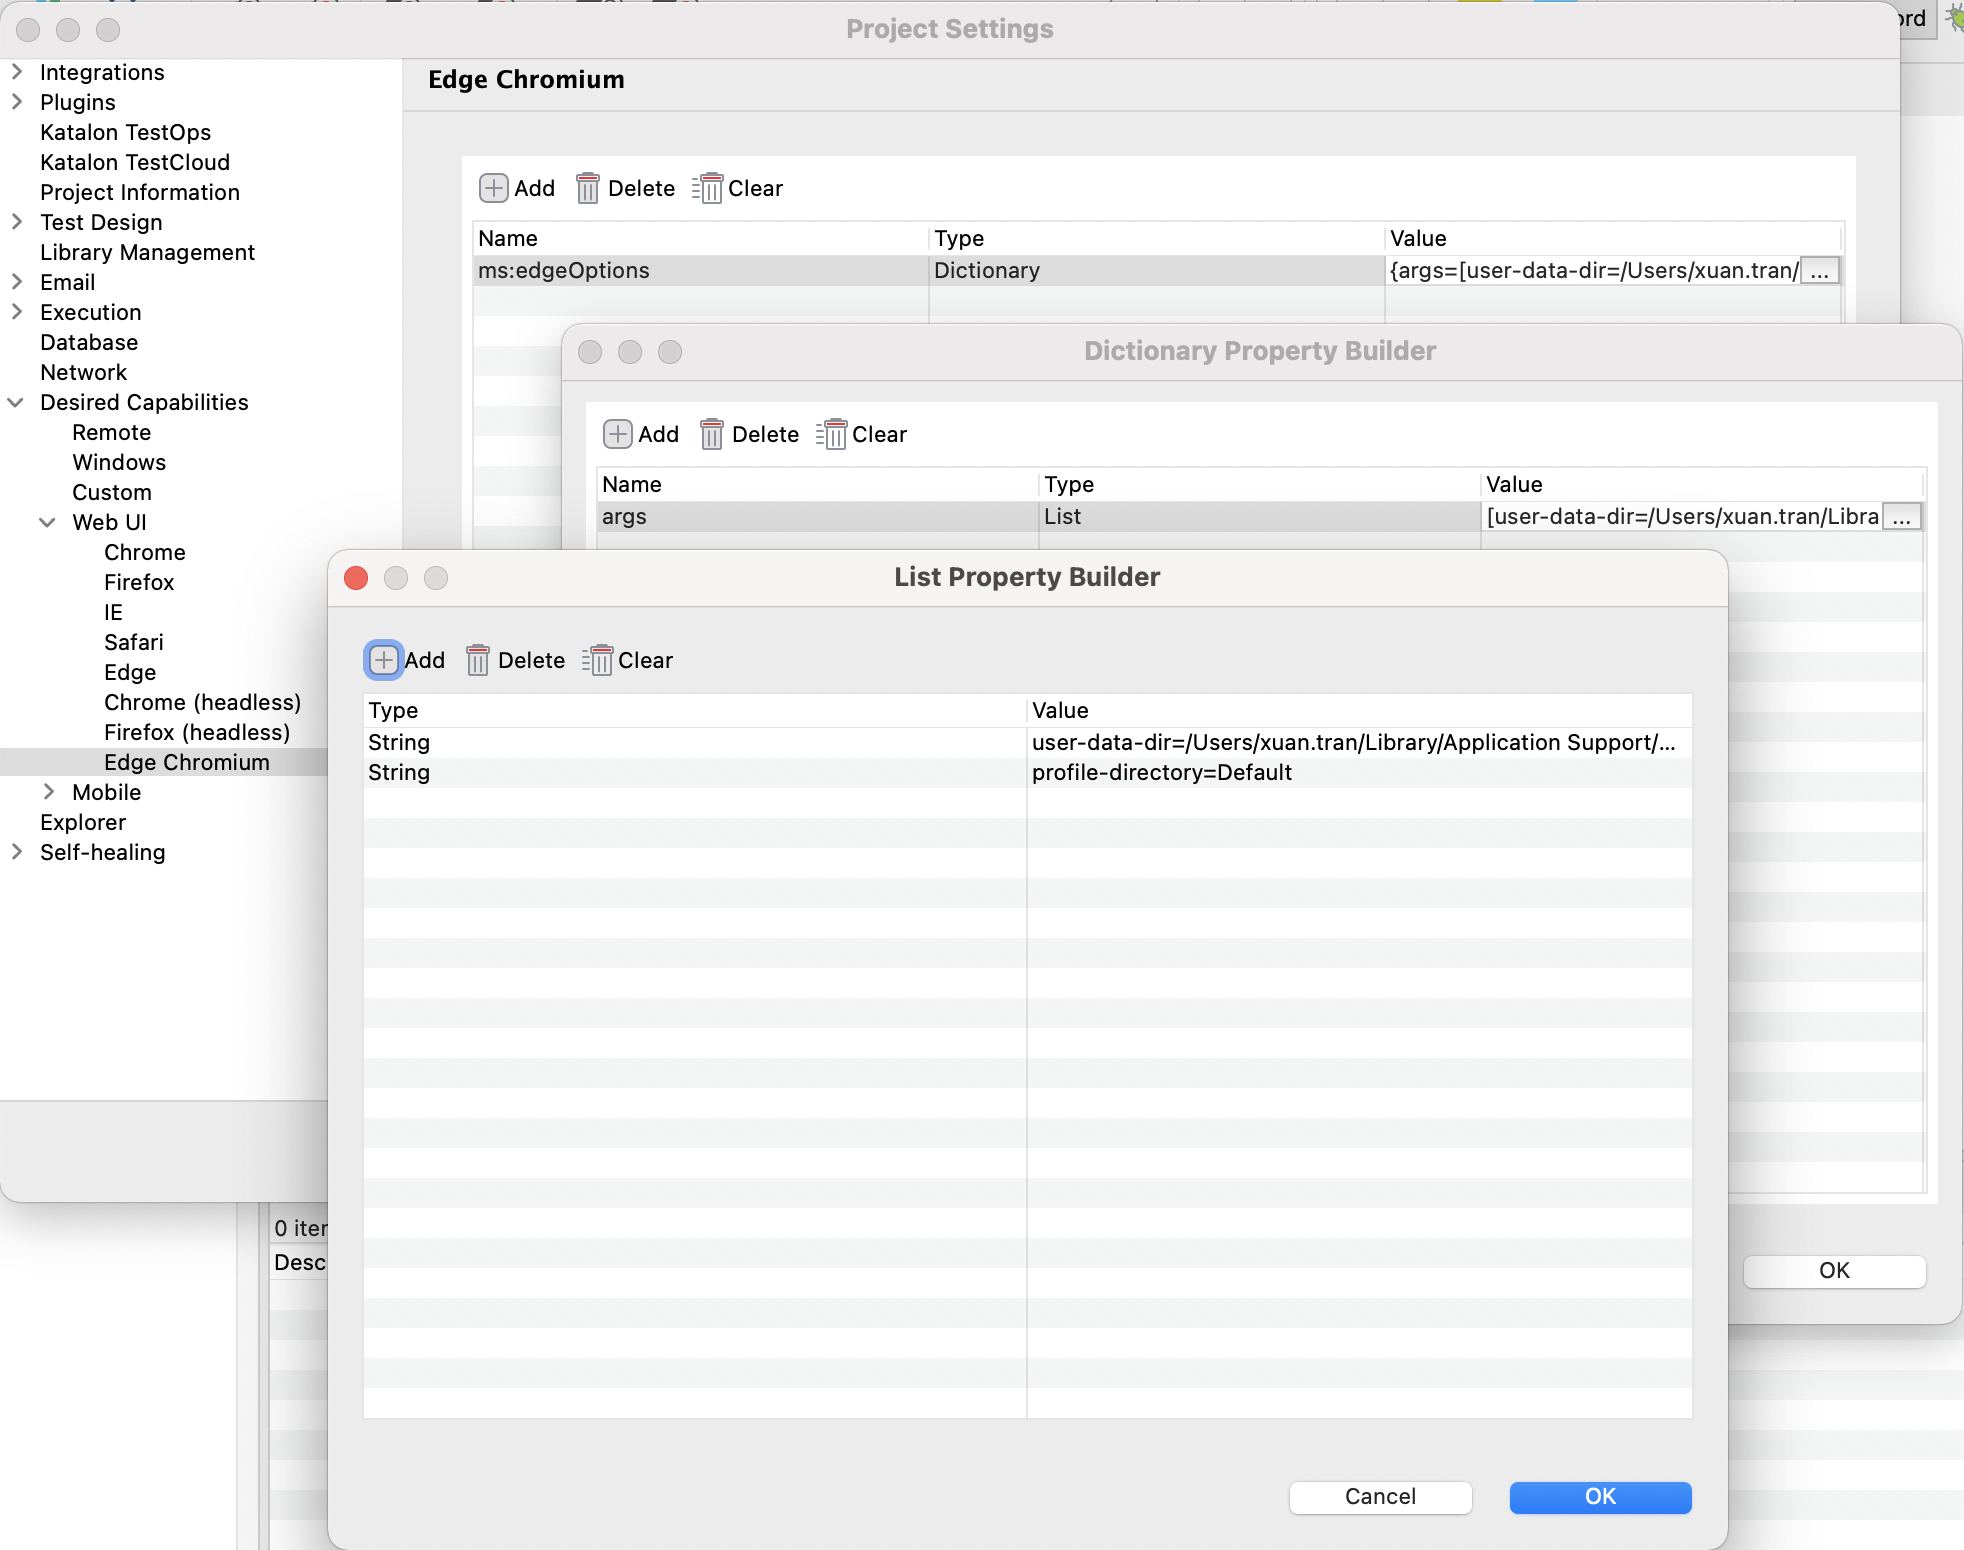 Project Settings
Integrations
Plugins
Katalon TestOps
Katalon TestCloud
Project Information
Test Design
Library Management
Email
Execution
Database
Network
Desired Capabilities
Remote
Windows
Custom
Web UI
Chrome
Firefox
IE
Safari
Edge
Chrome (headless)
Firefox (headless)
Edge Chromium
Mobile
Explorer
Self-healing
Edge Chromium
Add Delete Clear
Name Type Value
ms:edgeOptions Dictionary {args=[user-data-dir=/Users/xuan.tran/ ...
Dictionary Property Builder
Add Delete Clear
Name Type Value
args List [user-data-dir=/Users/xuan.tran/Libra ...
OK
List Property Builder
Add Delete Clear
Type Value
String user-data-dir=/Users/xuan.tran/Library/Application Support/...
String profile-directory=Default
Cancel OK
0 iter
Desc